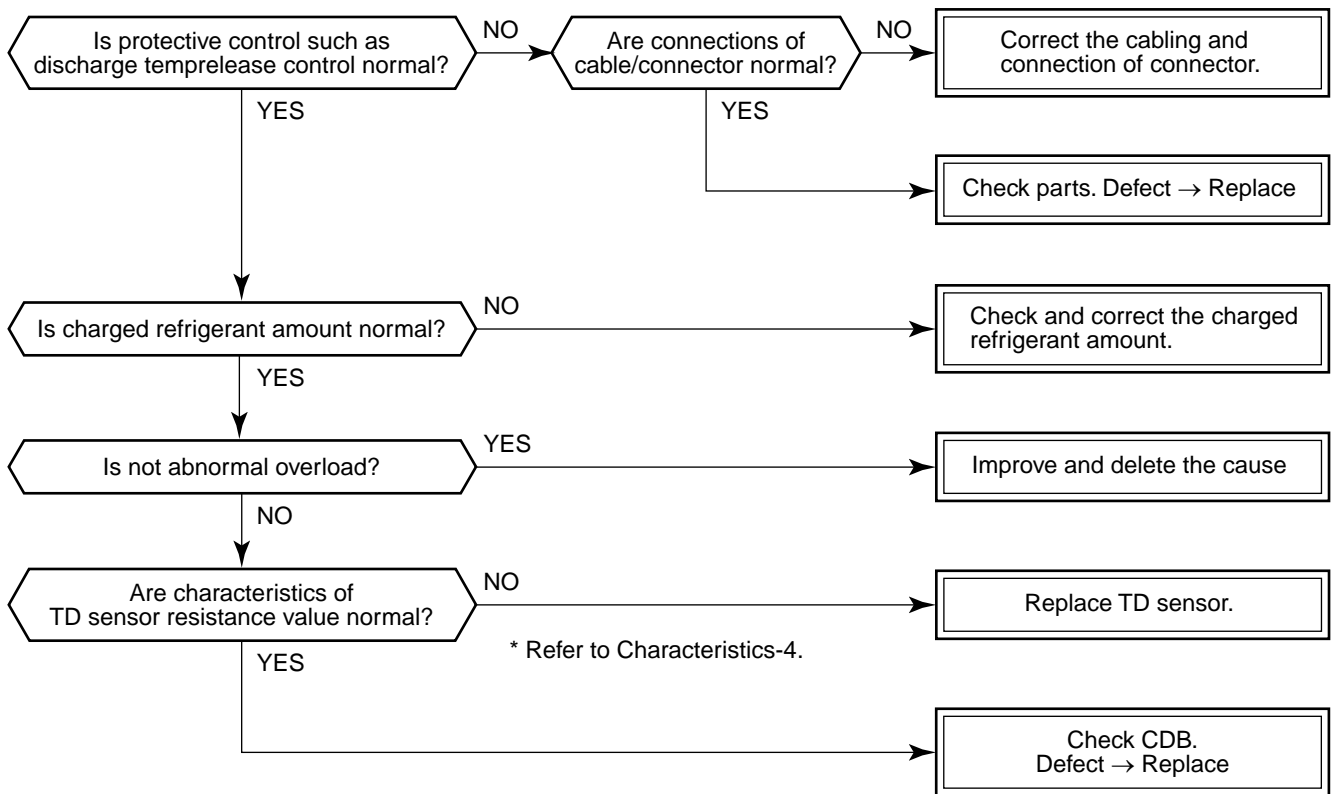 Is protective control such as
discharge temprelease control normal?
NO
Are connections of
cable/connector normal?
NO
Correct the cabling and
connection of connector.
YES
YES
Check parts. Defect → Replace
Is charged refrigerant amount normal?
NO
Check and correct the charged
refrigerant amount.
YES
Is not abnormal overload?
YES
Improve and delete the cause
NO
Are characteristics of
TD sensor resistance value normal?
NO
Replace TD sensor.
* Refer to Characteristics-4.
YES
Check CDB.
Defect → Replace